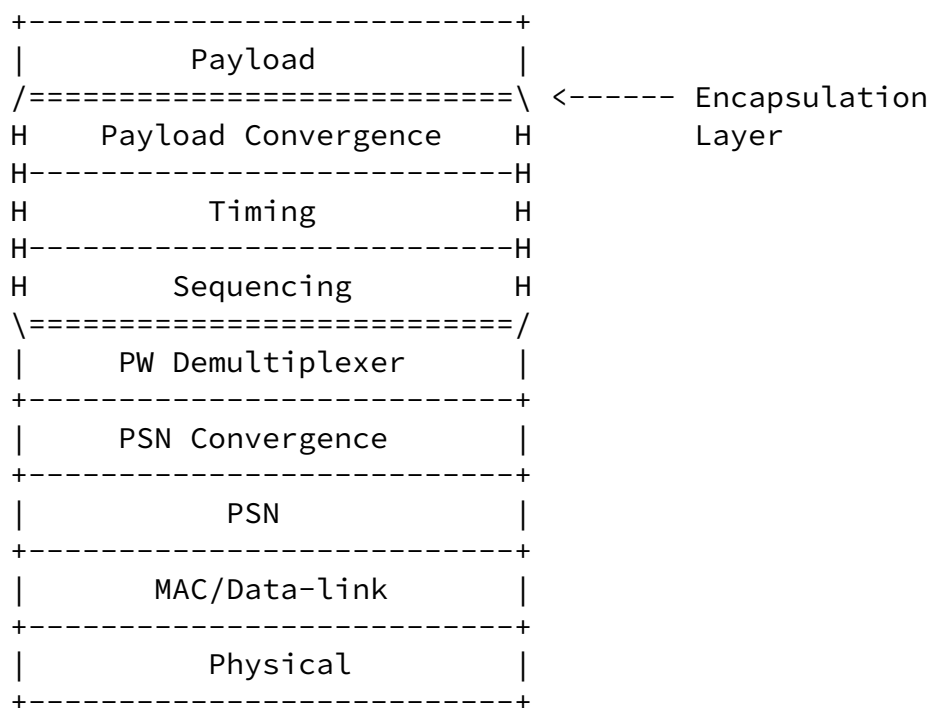 +---------------------------+
|         Payload           |
/===========================\ <------ Encapsulation
H    Payload Convergence    H         Layer
H---------------------------H
H          Timing           H
H---------------------------H
H        Sequencing         H
\===========================/
|     PW Demultiplexer      |
+---------------------------+
|     PSN Convergence       |
+---------------------------+
|           PSN             |
+---------------------------+
|       MAC/Data-link       |
+---------------------------+
|          Physical         |
+---------------------------+